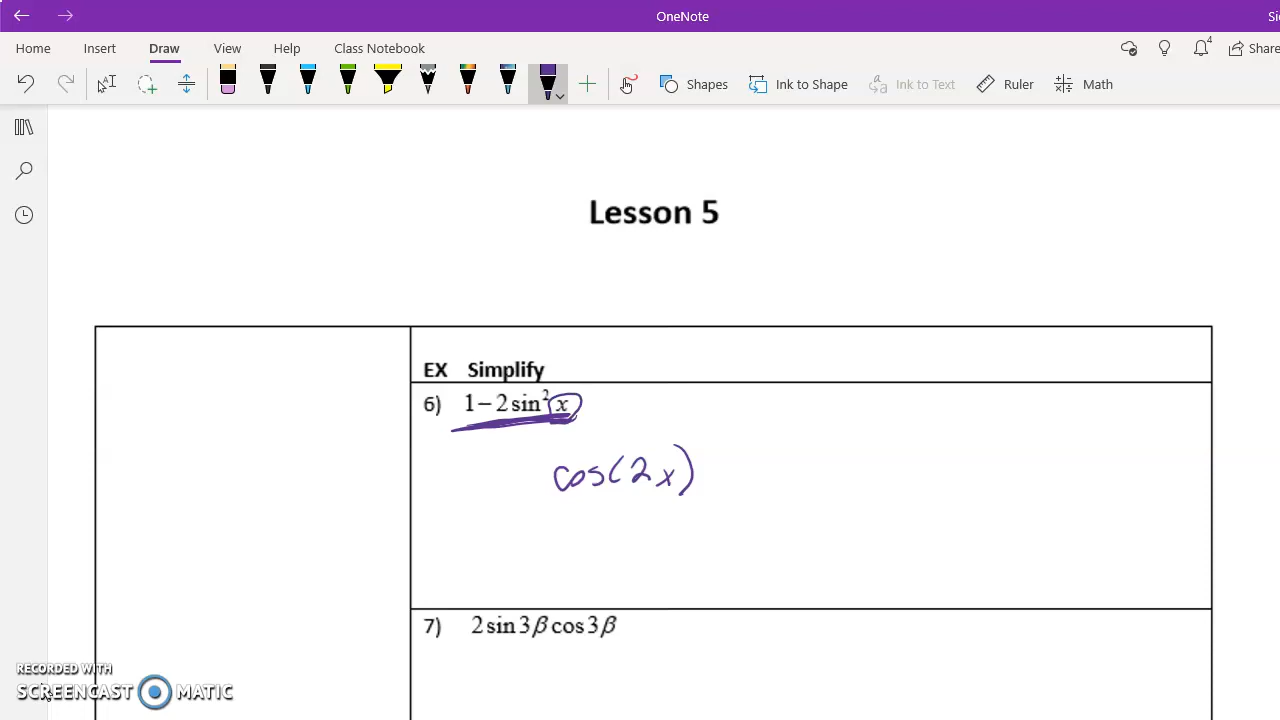 OneNote
Sig
Home Insert Draw View Help Class Notebook 4 Share
Shapes Ink to Shape Ink to Text Ruler Math
Lesson 5
EX Simplify
6) 1 − 2 sin² x
cos(2x)
7) 2 sin 3β cos 3β
RECORDED WITH
SCREENCAST MATIC